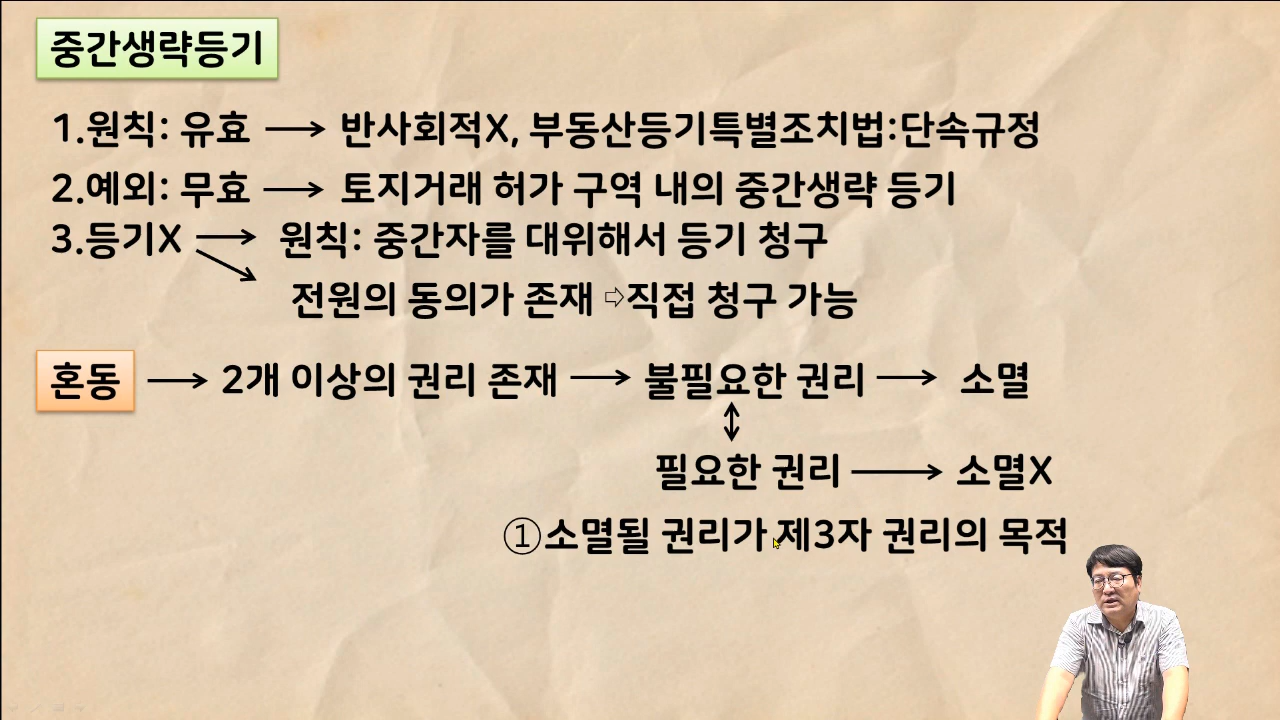 중간생략등기
1.원칙: 유효 → 반사회적X, 부동산등기특별조치법:단속규정
2.예외: 무효 → 토지거래 허가 구역 내의 중간생략 등기
3.등기X → 원칙: 중간자를 대위해서 등기 청구
전원의 동의가 존재 ⇨직접 청구 가능
혼동 → 2개 이상의 권리 존재 → 불필요한 권리 → 소멸
↕
필요한 권리 → 소멸X
①소멸될 권리가 제3자 권리의 목적